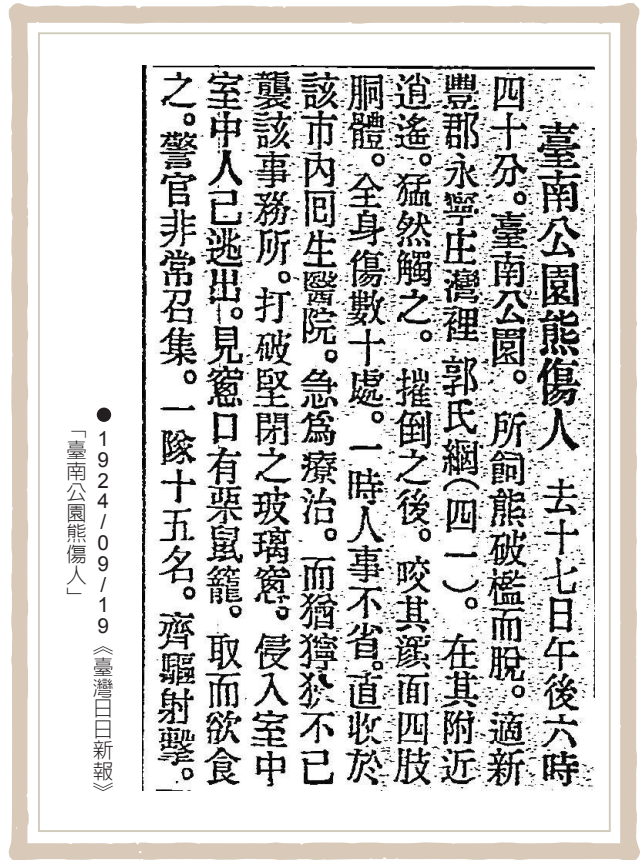 臺南公園熊傷人 去十七日午後六時
四十分。臺南公園。所飼熊破檻而脫。適新
豐郡永寧庄灣裡 郭氏網(四一)。在其附近
逍遙。猛然觸之。摧倒之後。咬其顏面四肢
胴體。全身傷數十處。一時人事不省。直收於
該市內回生醫院。急爲療治。而猶獰猛不已
襲該事務所。打破堅閉之玻璃窓。侵入室中
室中人已逃出。見窓口有栗鼠籠。取而欲食
之。警官非常召集。一隊十五名。齊驅射擊。
●1924/09/19《臺灣日日新報》
「臺南公園熊傷人」